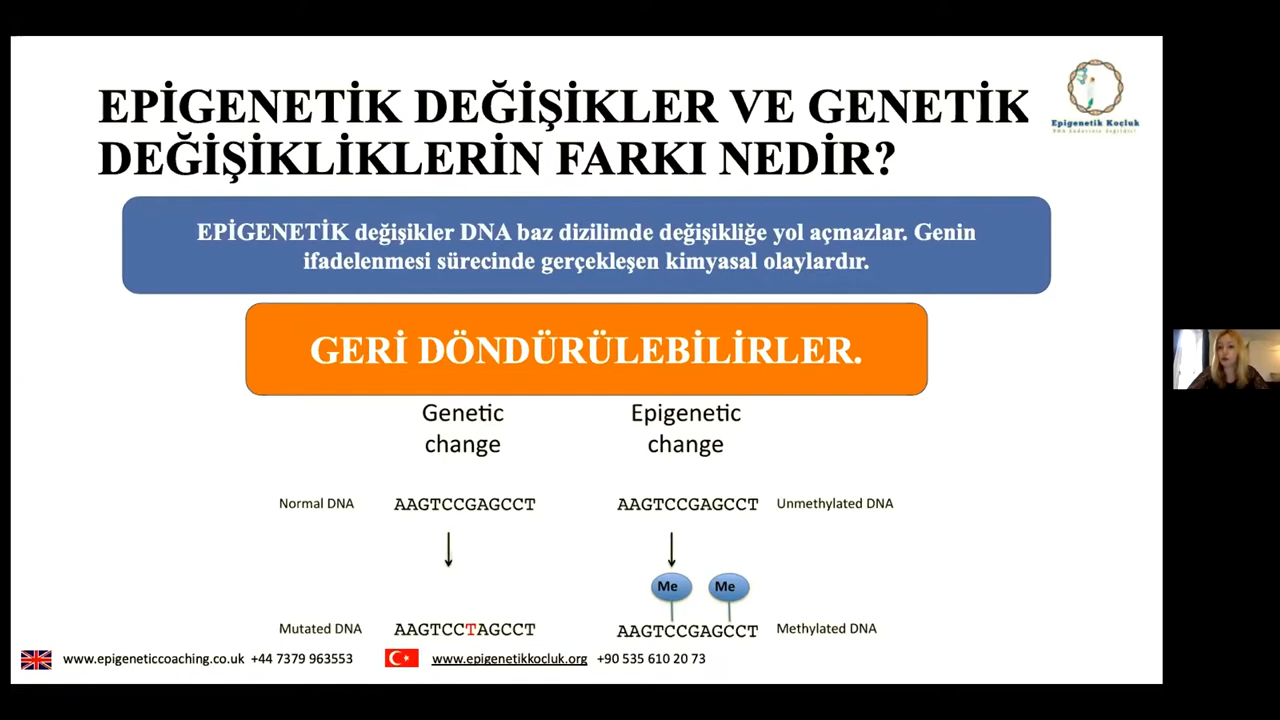 EPİGENETİK DEĞİŞİKLER VE GENETİK
DEĞİŞİKLİKLERİN FARKI NEDİR?
Epigenetik Koçluk
EPİGENETİK değişikler DNA baz dizilimde değişikliğe yol açmazlar. Genin
ifadelenmesi sürecinde gerçekleşen kimyasal olaylardır.
GERİ DÖNDÜRÜLEBİLİRLER.
Genetic
change
Epigenetic
change
Normal DNA
AAGTCCGAGCCT
AAGTCCGAGCCT
Unmethylated DNA
Me
Me
Mutated DNA
AAGTCCTAGCCT
AAGTCCGAGCCT
Methylated DNA
www.epigeneticcoaching.co.uk +44 7379 963553
www.epigenetikkocluk.org +90 535 610 20 73